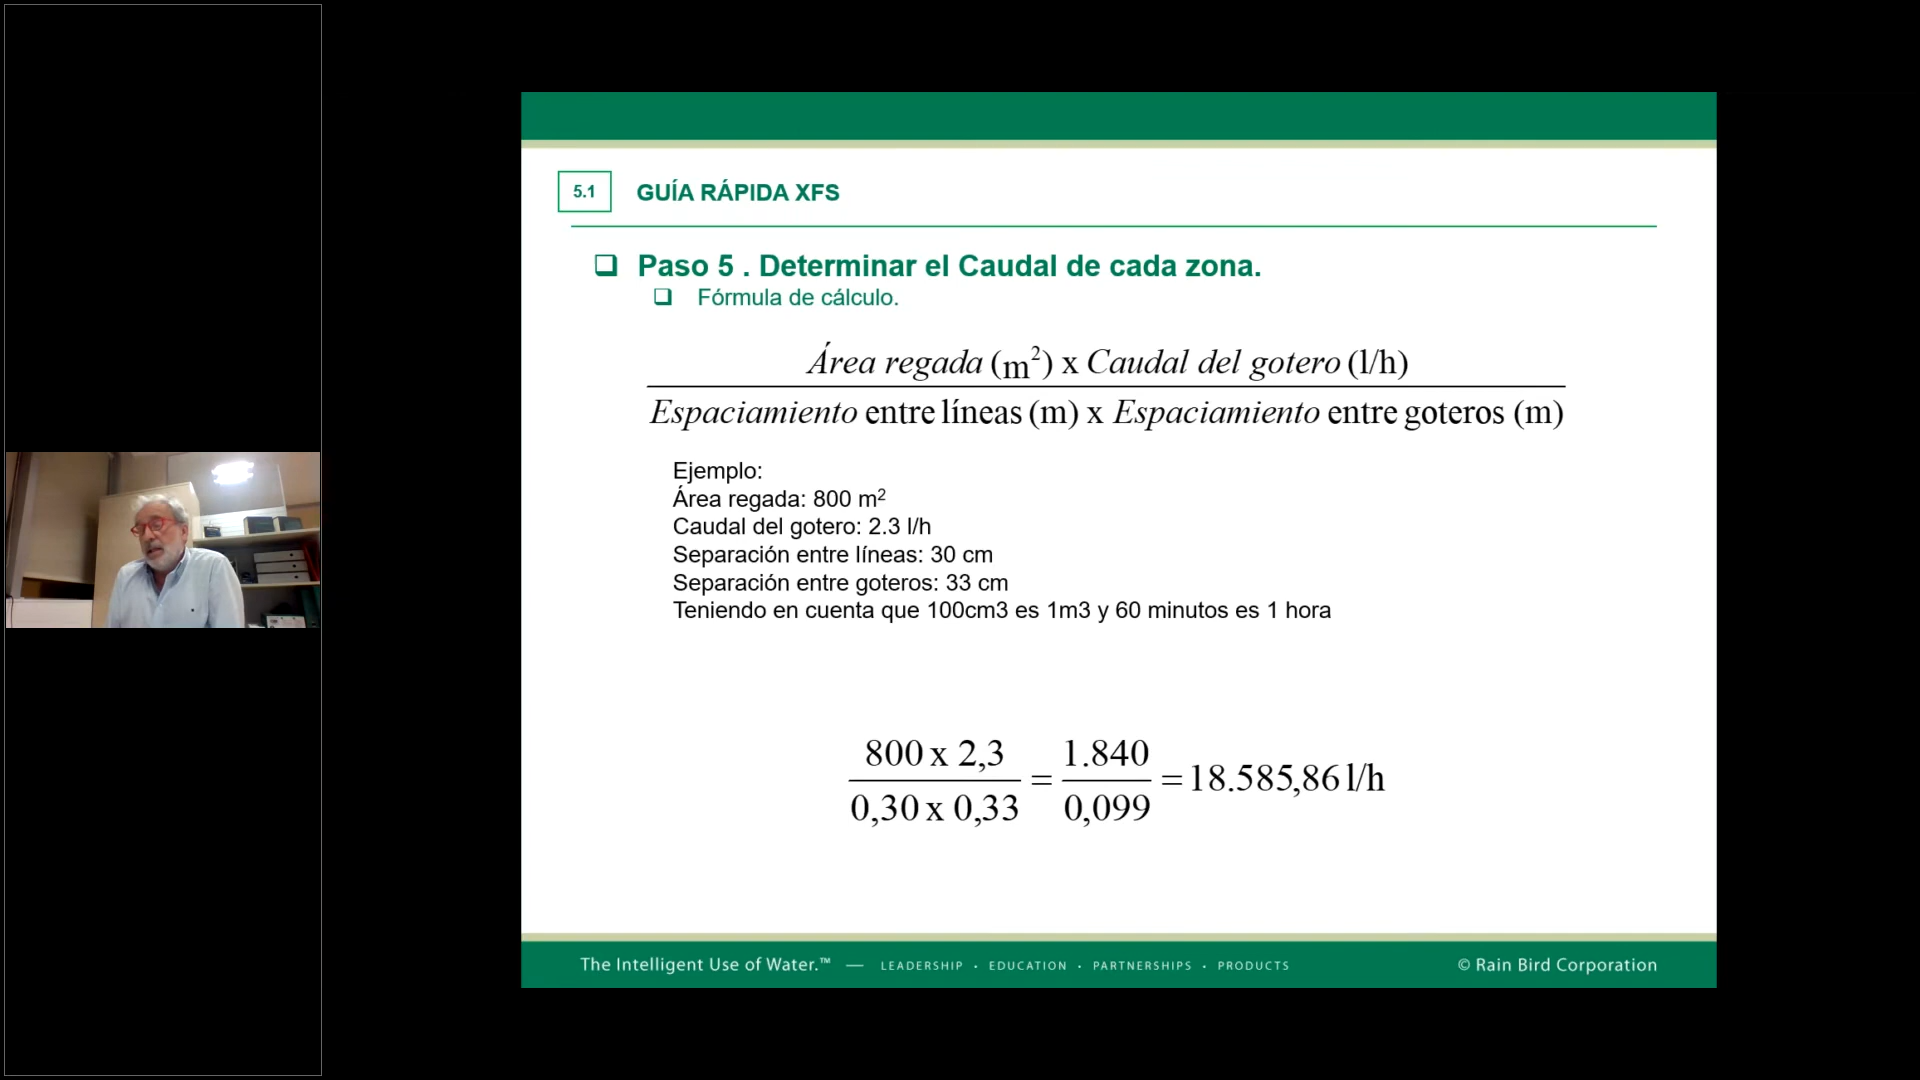 5.1
GUÍA RÁPIDA XFS
Paso 5 . Determinar el Caudal de cada zona.
Fórmula de cálculo.
Área regada (m²) x Caudal del gotero (l/h)
Espaciamiento entre líneas (m) x Espaciamiento entre goteros (m)
Ejemplo:
Área regada: 800 m²
Caudal del gotero: 2.3 l/h
Separación entre líneas: 30 cm
Separación entre goteros: 33 cm
Teniendo en cuenta que 100cm3 es 1m3 y 60 minutos es 1 hora
800 x 2,3 1.840
= = 18.585,86 l/h
0,30 x 0,33 0,099
The Intelligent Use of Water.™ — LEADERSHIP • EDUCATION • PARTNERSHIPS • PRODUCTS
© Rain Bird Corporation